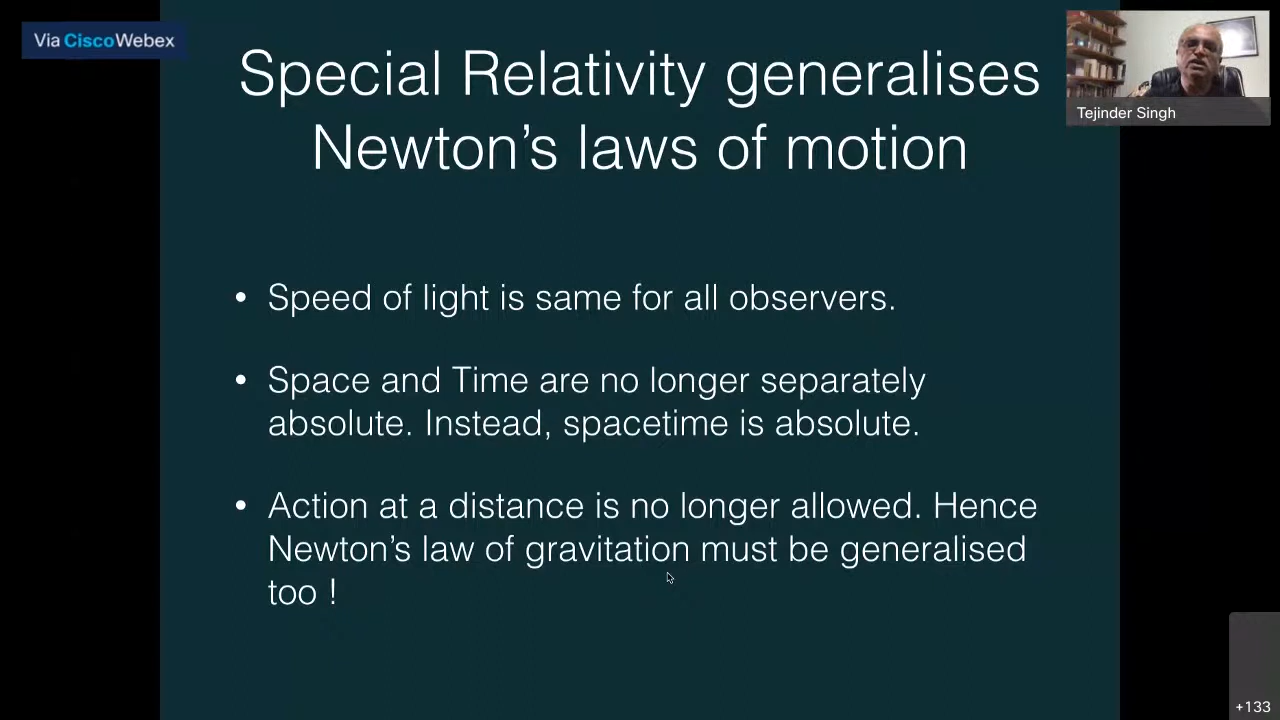 Via CiscoWebex
Special Relativity generalises
Newton's laws of motion
Tejinder Singh
• Speed of light is same for all observers.
• Space and Time are no longer separately
absolute. Instead, spacetime is absolute.
• Action at a distance is no longer allowed. Hence
Newton's law of gravitation must be generalised
too !
+133